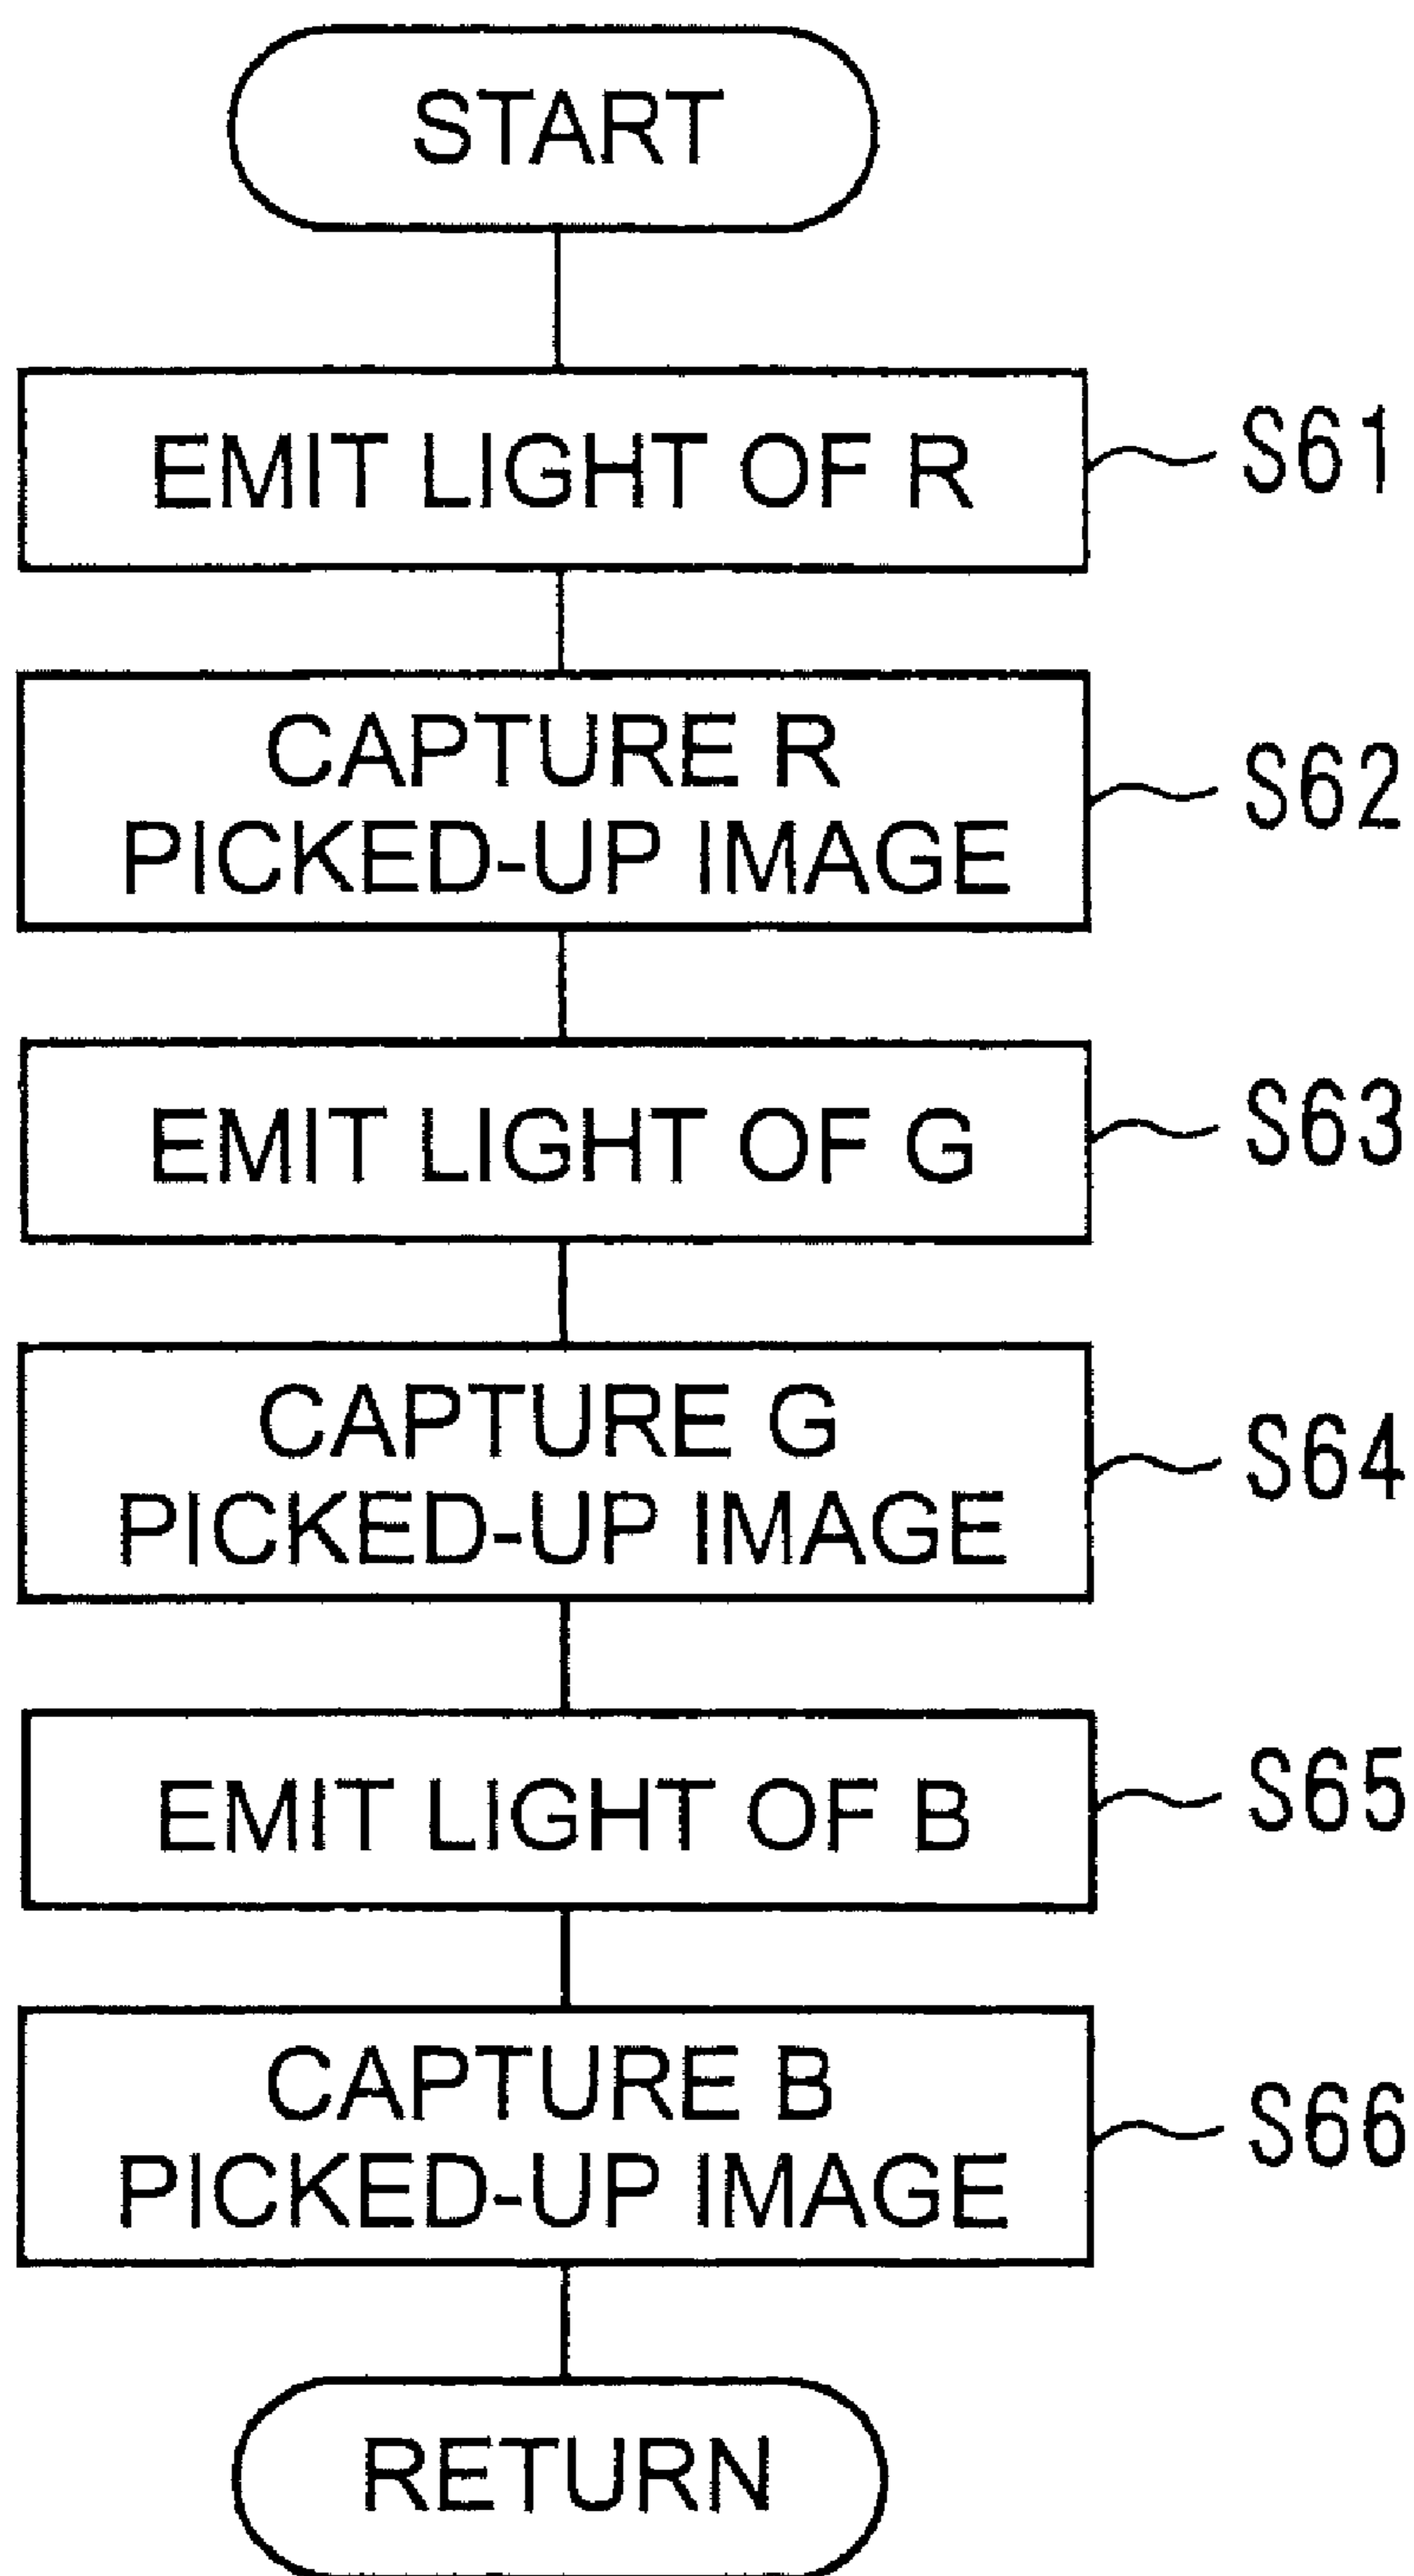 START
EMIT LIGHT OF R
S61
CAPTURE R
PICKED-UP IMAGE
S62
EMIT LIGHT OF G
S63
CAPTURE G
PICKED-UP IMAGE
S64
EMIT LIGHT OF B
S65
CAPTURE B
PICKED-UP IMAGE
S66
RETURN